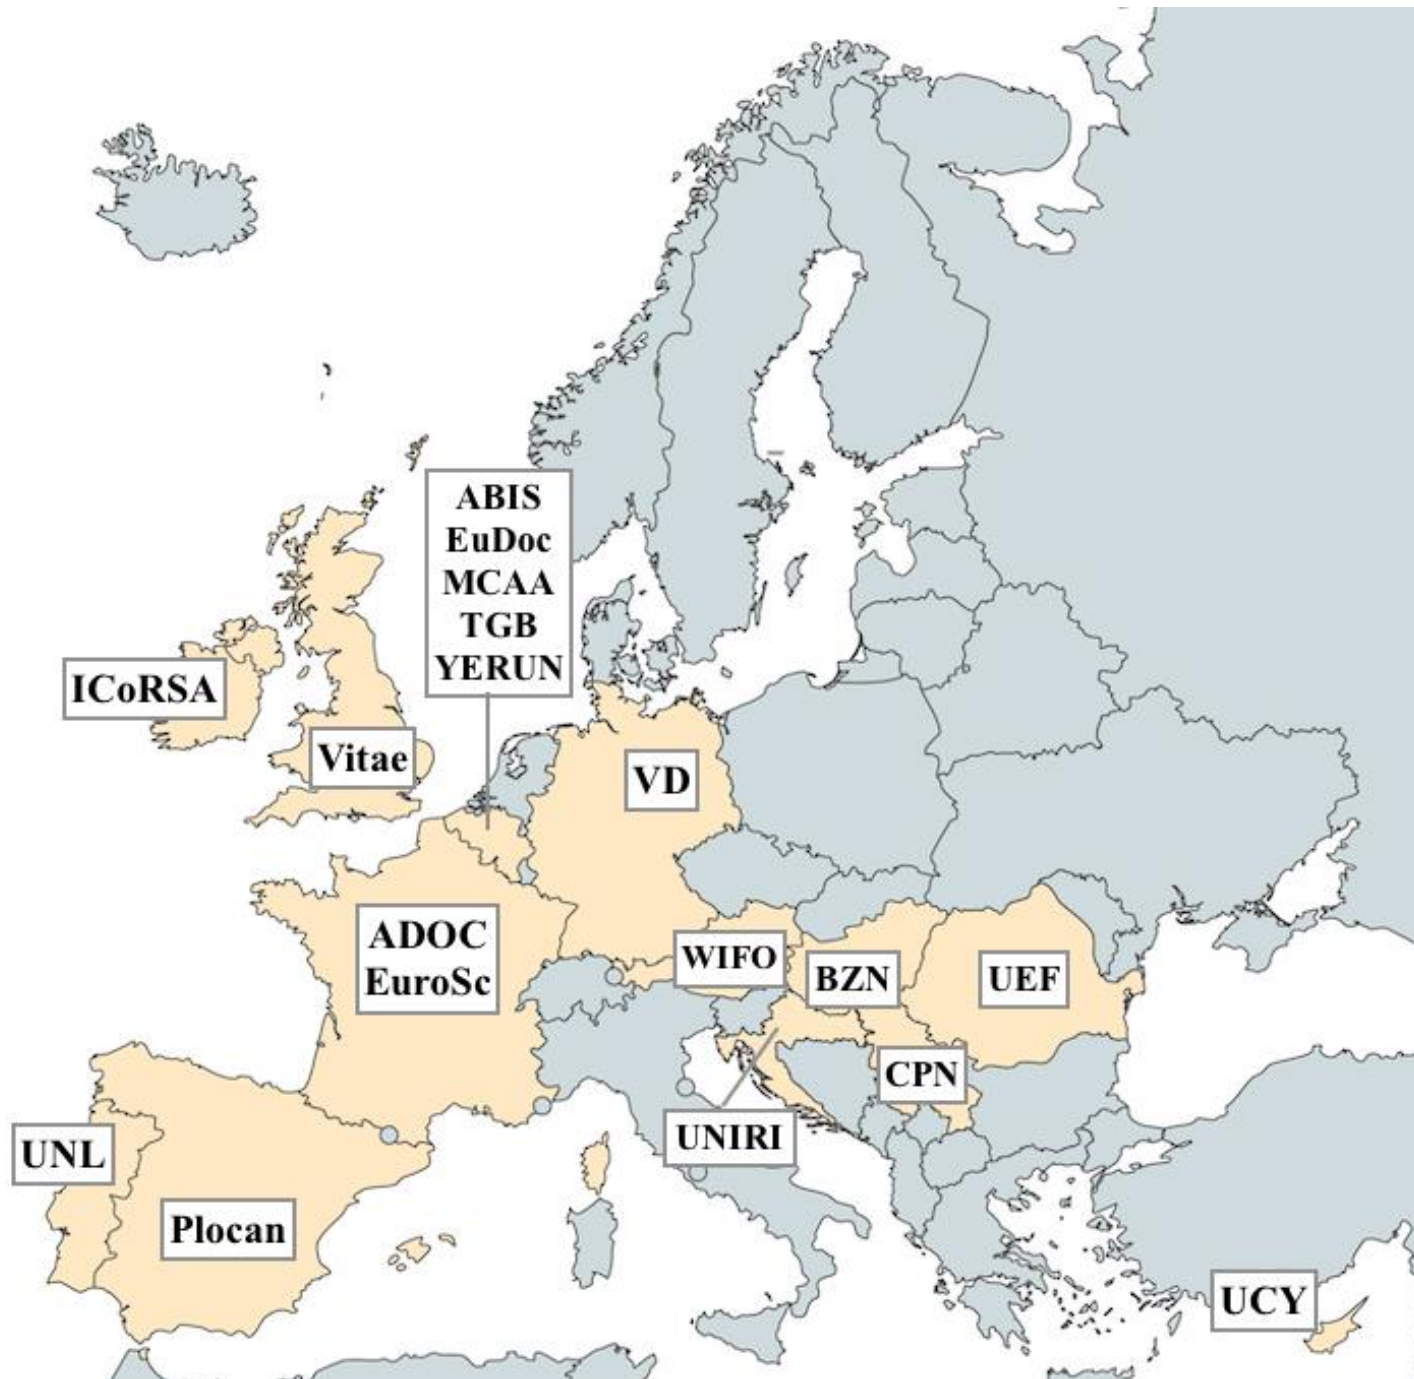 ABIS
EuDoc
MCAA
TGB
YERUN
ICoRSA
Vitae
VD
ADOC
EuroSc
WIFO
BZN
UEF
CPN
UNIRI
UNL
Plocan
UCY